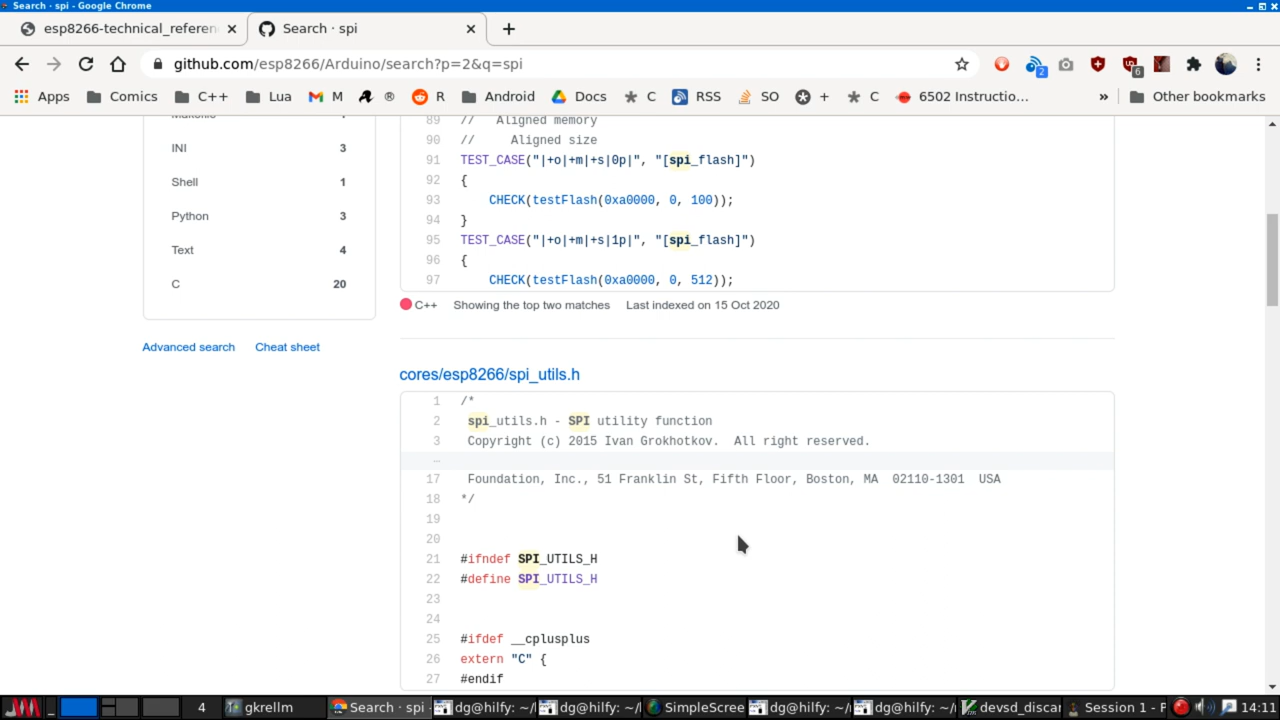 Search · spi - Google Chrome
esp8266-technical_referen
Search · spi
github.com/esp8266/Arduino/search?p=2&q=spi
2
6
Apps Comics C++ Lua M ® R Android Docs C RSS SO + C 6502 Instructio… » Other bookmarks
INI 3
Shell 1
Python 3
Text 4
C 20
Advanced search Cheat sheet
89 // Aligned memory
90 // Aligned size
91 TEST_CASE("|+o|+m|+s|0p|", "[spi_flash]")
92 {
93 CHECK(testFlash(0xa0000, 0, 100));
94 }
95 TEST_CASE("|+o|+m|+s|1p|", "[spi_flash]")
96 {
97 CHECK(testFlash(0xa0000, 0, 512));
C++ Showing the top two matches Last indexed on 15 Oct 2020
cores/esp8266/spi_utils.h
1 /*
2 spi_utils.h - SPI utility function
3 Copyright (c) 2015 Ivan Grokhotkov. All right reserved.
…
17 Foundation, Inc., 51 Franklin St, Fifth Floor, Boston, MA 02110-1301 USA
18 */
19
20
21 #ifndef SPI_UTILS_H
22 #define SPI_UTILS_H
23
24
25 #ifdef __cplusplus
26 extern "C" {
27 #endif
4 gkrellm Search · spi - dg@hilfy: ~/ dg@hilfy: ~/ SimpleScree dg@hilfy: ~/ dg@hilfy: ~/ devsd_discar Session 1 - F 14:11